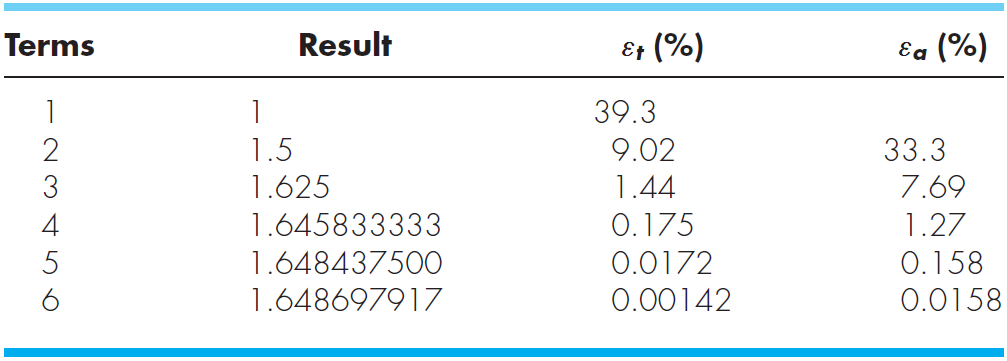 Terms Result εt (%) εa (%)
1 1 39.3
2 1.5 9.02 33.3
3 1.625 1.44 7.69
4 1.645833333 0.175 1.27
5 1.648437500 0.0172 0.158
6 1.648697917 0.00142 0.0158